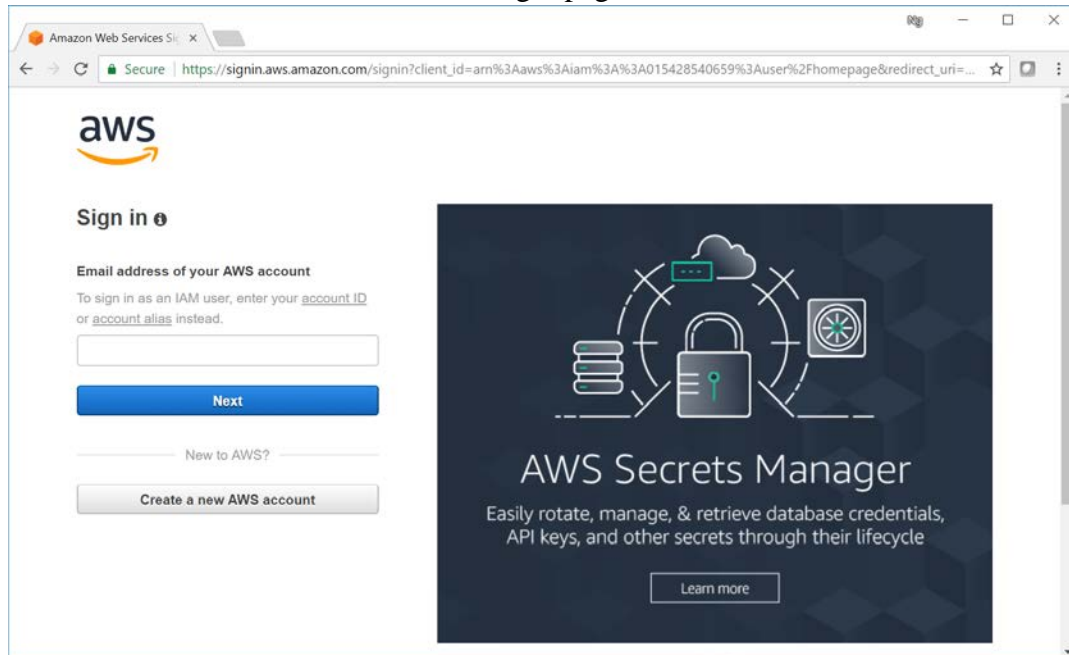 Amazon Web Services Si
Secure | https://signin.aws.amazon.com/signin?client_id=arn%3Aaws%3Aiam%3A%3A015428540659%3Auser%2Fhomepage&redirect_uri=...
aws
Sign in
Email address of your AWS account
To sign in as an IAM user, enter your account ID
or account alias instead.
Next
New to AWS?
Create a new AWS account
AWS Secrets Manager
Easily rotate, manage, & retrieve database credentials,
API keys, and other secrets through their lifecycle
Learn more